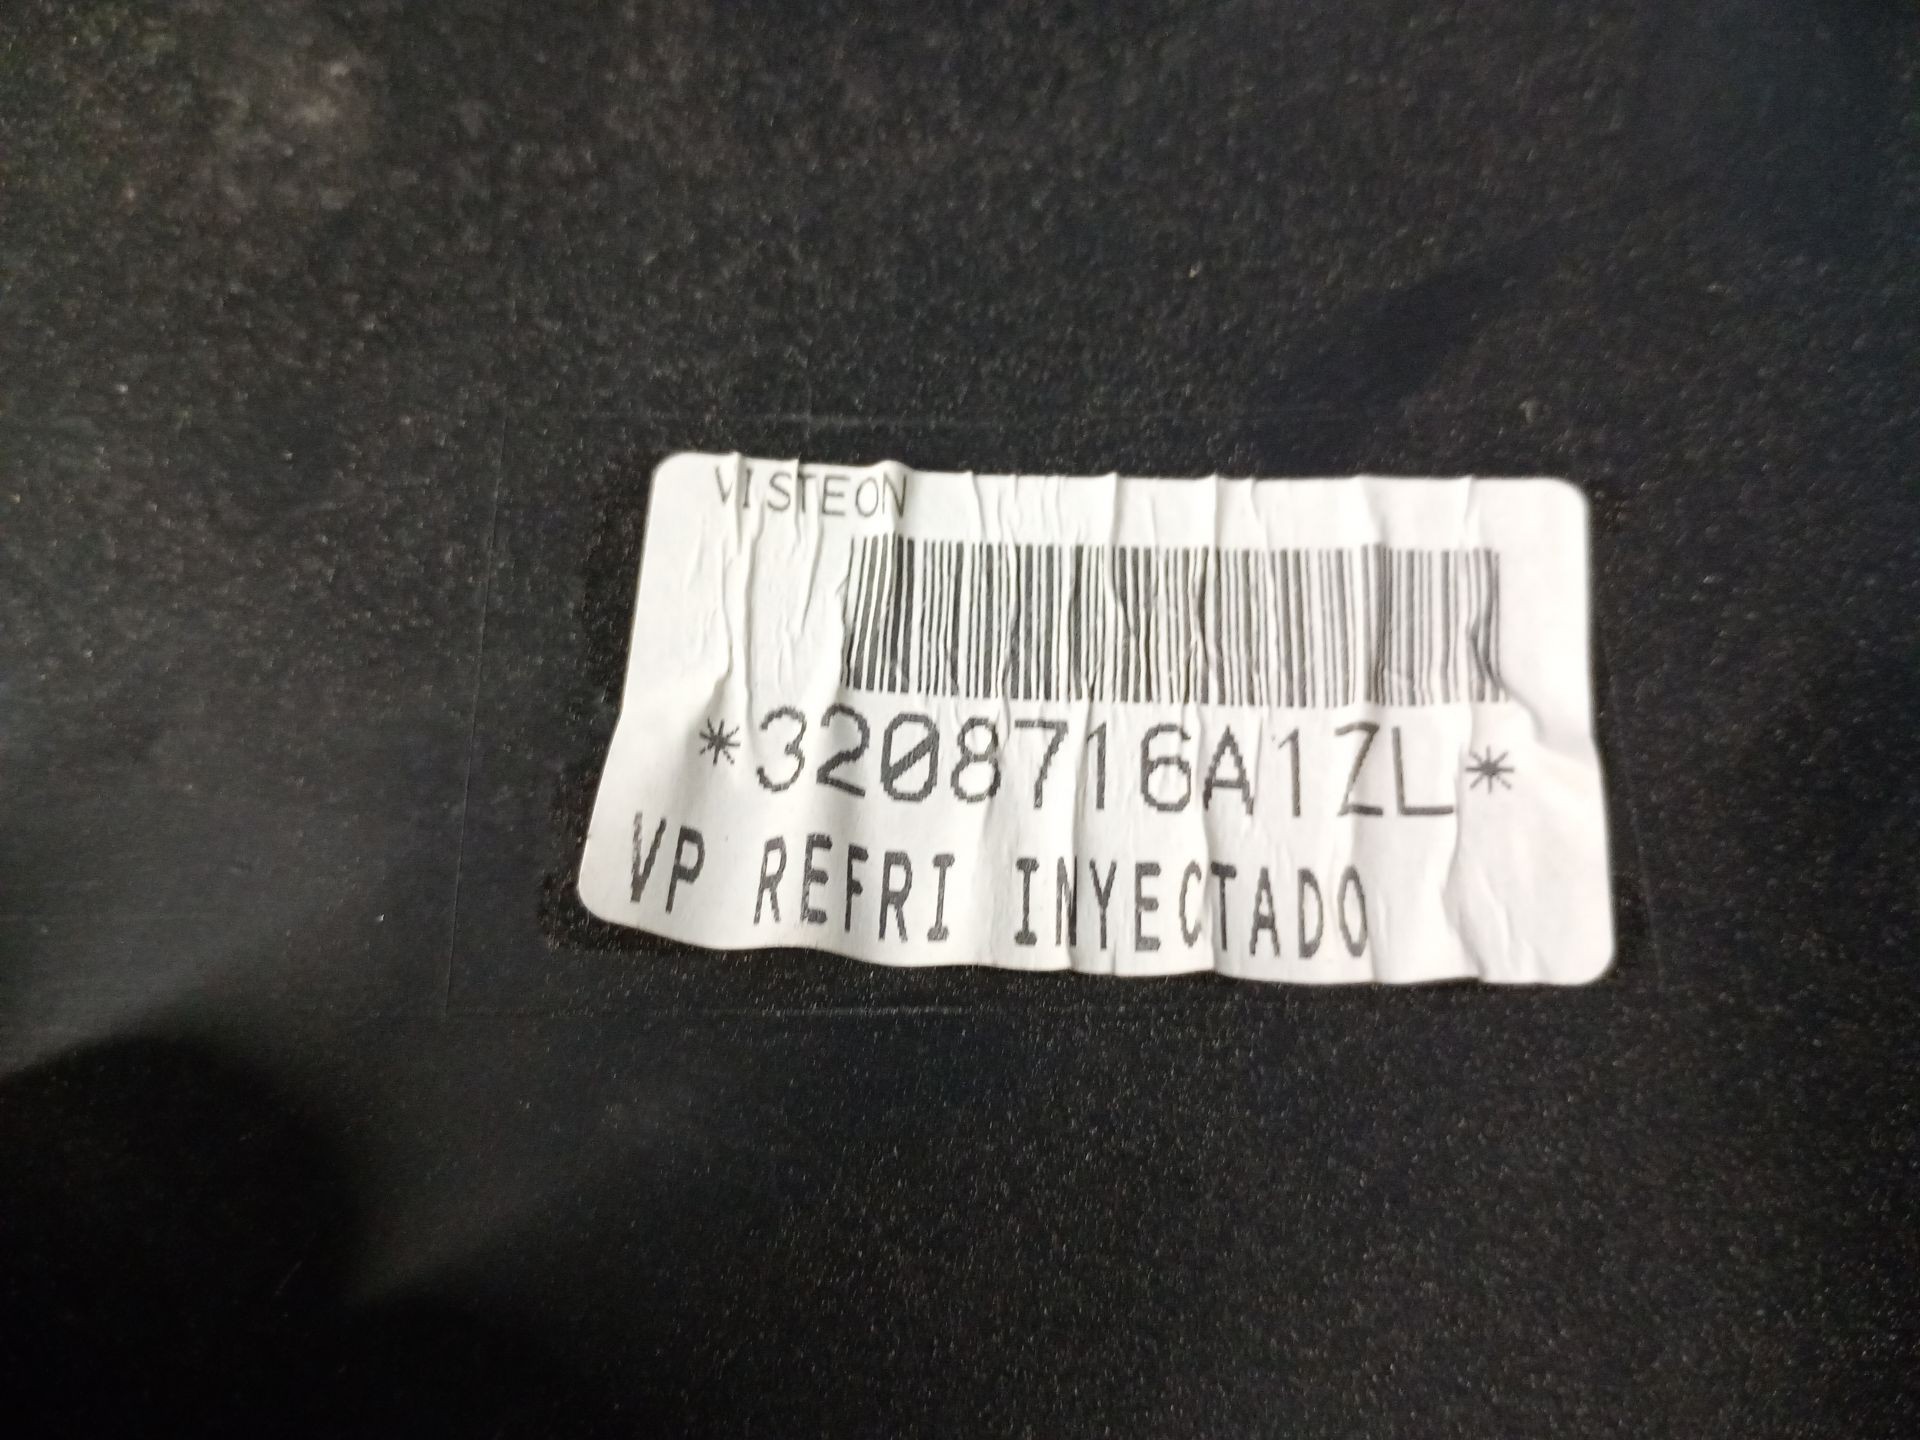 VISTEON
*3208716A1ZL*
VP REFRI INYECTADO